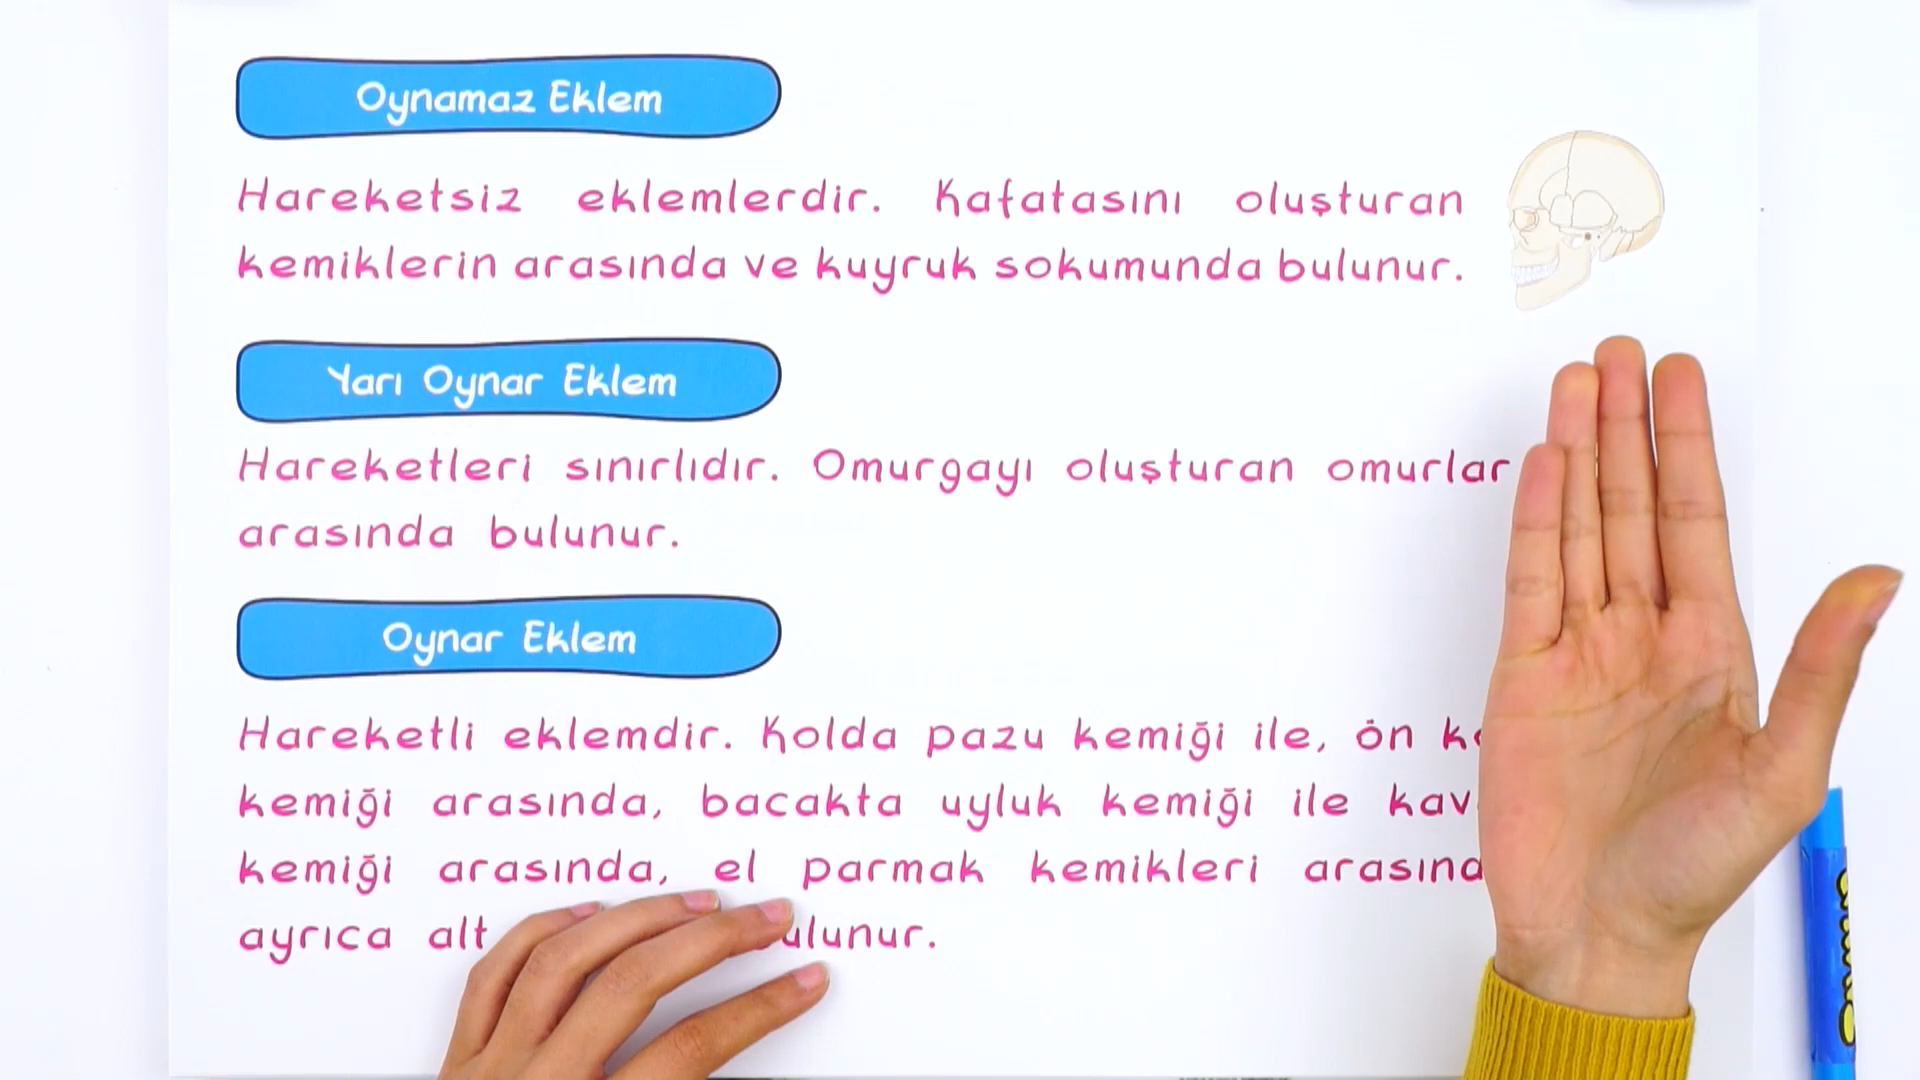 Oynamaz Eklem
Hareketsiz eklemlerdir. Kafatasını oluşturan
kemiklerin arasında ve kuyruk sokumunda bulunur.
Yarı Oynar Eklem
Hareketleri sınırlıdır. Omurgayı oluşturan omurlar
arasında bulunur.
Oynar Eklem
Hareketli eklemdir. Kolda pazu kemiği ile, ön
kemiği arasında, bacakta uyluk kemiği ile
kemiği arasında, el parmak kemikleri
ayrıca alt